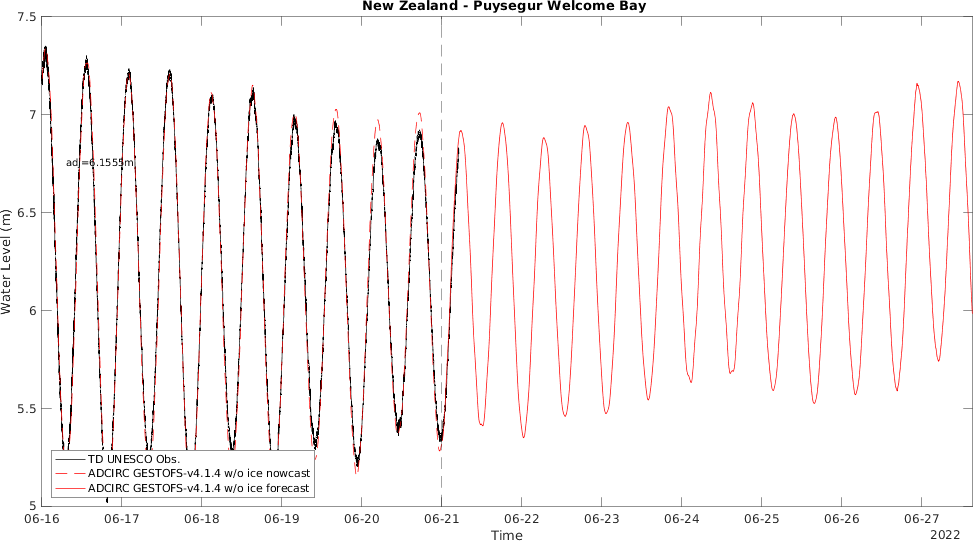 New Zealand - Puysegur Welcome Bay
7.5
7
6.5
6
5.5
5
Water Level (m)
adj=6.1555m
TD UNESCO Obs.
ADCIRC GESTOFS-v4.1.4 w/o ice nowcast
ADCIRC GESTOFS-v4.1.4 w/o ice forecast
06-16 06-17 06-18 06-19 06-20 06-21 06-22 06-23 06-24 06-25 06-26 06-27
Time
2022